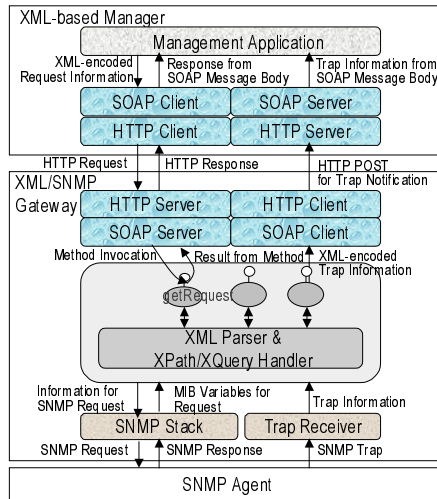 XML-based Manager
Management Application
XML-encoded
Request Information
Response from
SOAP Message Body
Trap Information from
SOAP Message Body
SOAP Client
SOAP Server
HTTP Client
HTTP Server
HTTP Request
HTTP Response
HTTP POST
for Trap Notification
XML/SNMP
Gateway
HTTP Server
HTTP Client
SOAP Server
SOAP Client
Method Invocation
Result from Method
XML-encoded
Trap Information
getRequest
XML Parser &
XPath/XQuery Handler
Information for
SNMP Request
MIB Variables for
Request
Trap Information
SNMP Stack
Trap Receiver
SNMP Request
SNMP Response
SNMP Trap
SNMP Agent